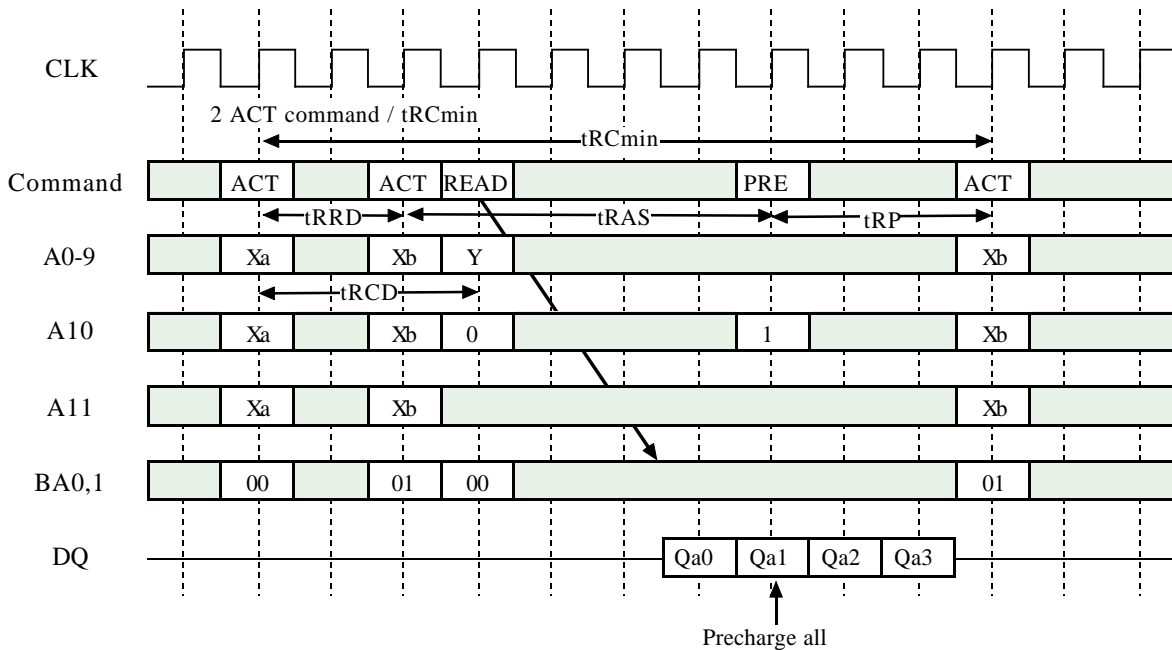 CLK
2 ACT command / tRCmin
tRCmin
Command ACT ACT READ PRE ACT
tRRD tRAS tRP
A0-9 Xa Xb Y Xb
tRCD
A10 Xa Xb 0 1 Xb
A11 Xa Xb Xb
BA0,1 00 01 00 01
DQ Qa0 Qa1 Qa2 Qa3
Precharge all